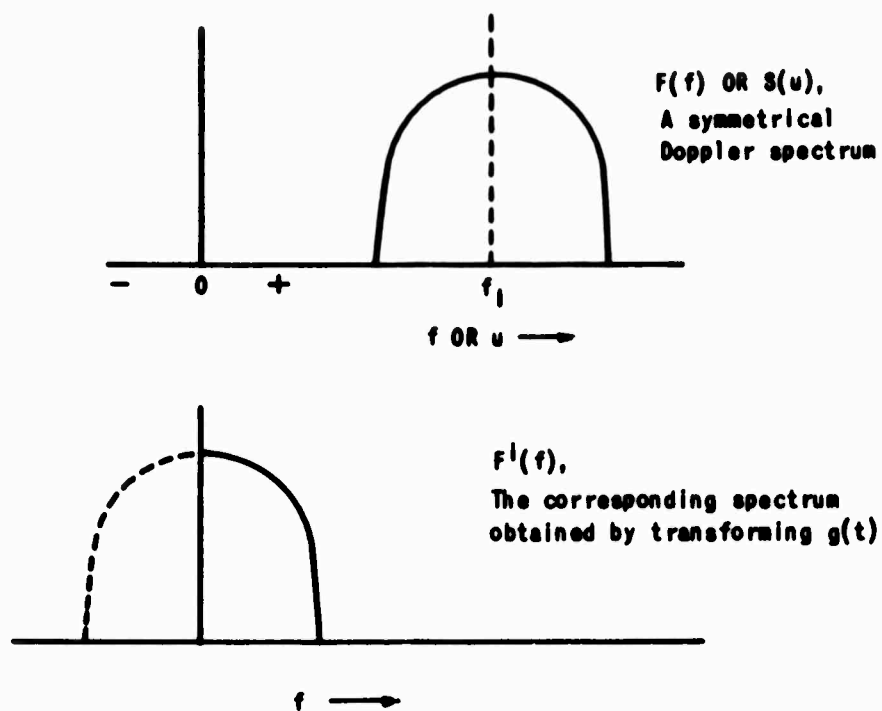 F(f) OR S(u),
A symmetrical
Doppler spectrum
- 0 + f₁
f OR u
F¹(f),
The corresponding spectrum
obtained by transforming g(t)
f